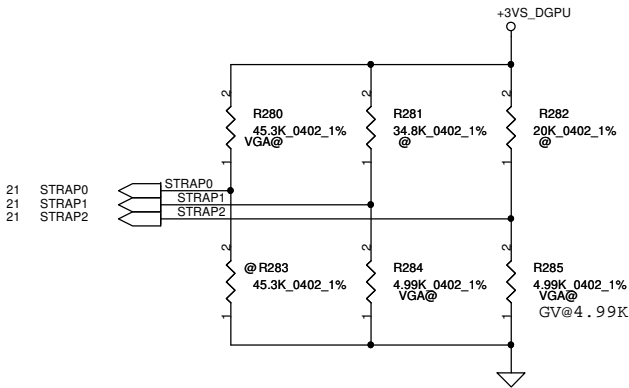 +3VS_DGPU
2 2 2
R280 R281 R282
45.3K_0402_1% 34.8K_0402_1% 20K_0402_1%
VGA@ @ @
1 1 1
21 STRAP0 STRAP0
21 STRAP1 STRAP1
21 STRAP2 STRAP2
2 2 2
@ R283 R284 R285
45.3K_0402_1% 4.99K_0402_1% 4.99K_0402_1%
VGA@ VGA@
GV@4.99K
1 1 1